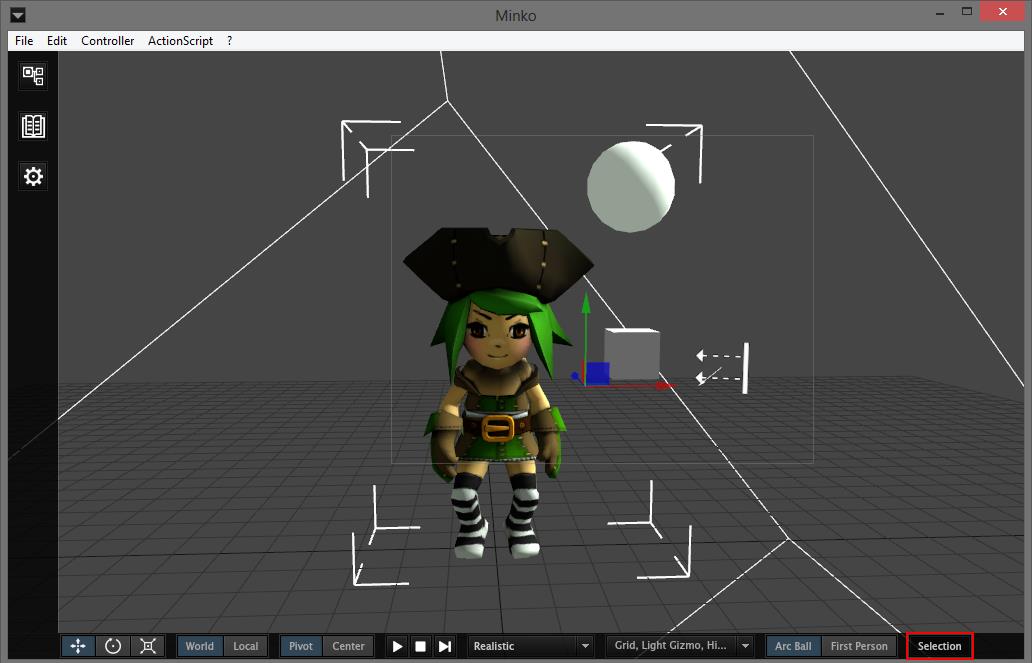 Minko
File Edit Controller ActionScript ?
World Local Pivot Center Realistic Grid, Light Gizmo, Hi... Arc Ball First Person Selection